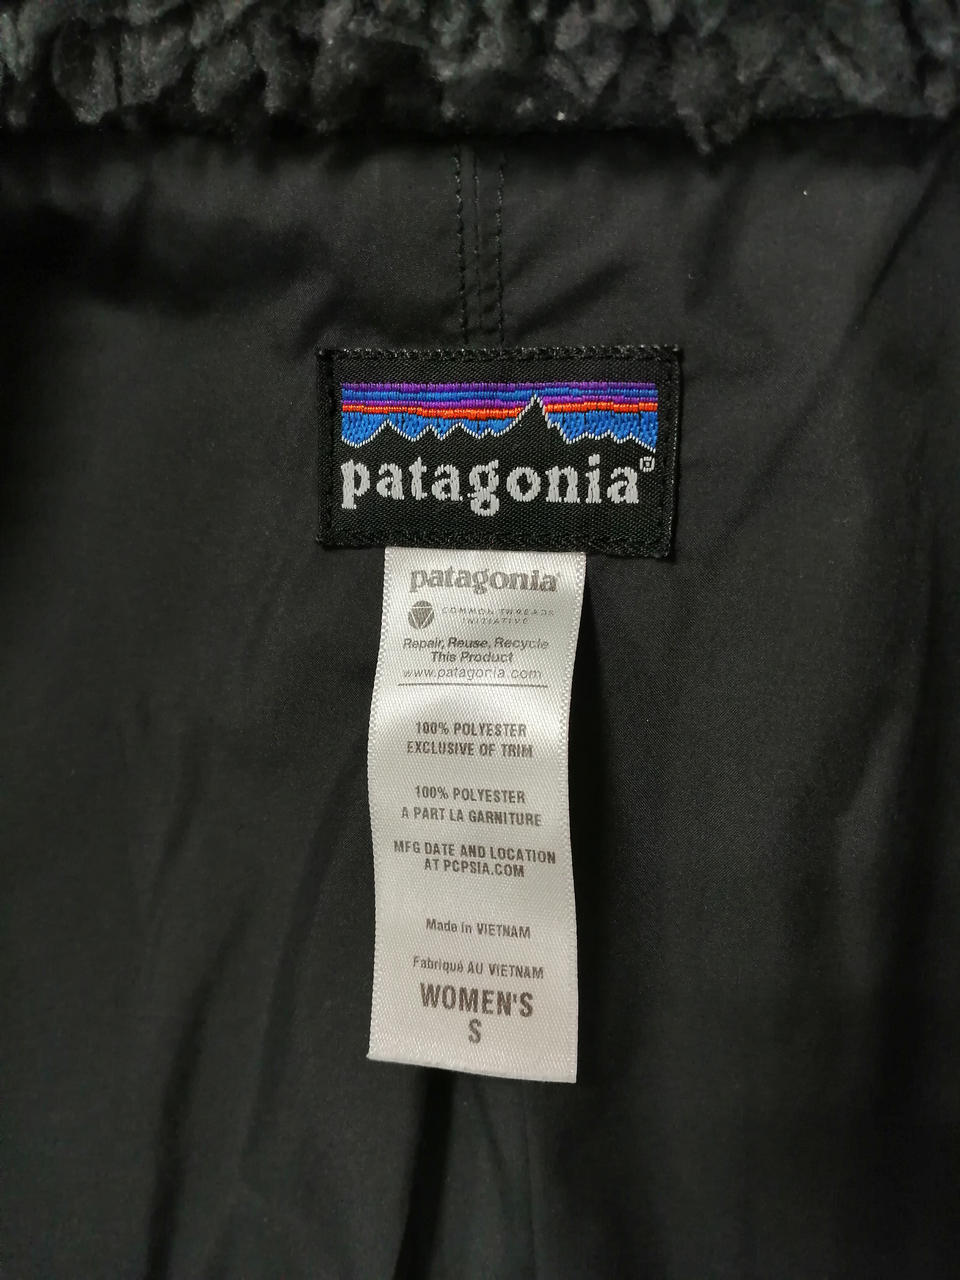 patagonia®
patagonia®
COMMON THREADS
INITIATIVE
Repair, Reuse, Recycle
This Product
www.patagonia.com
100% POLYESTER
EXCLUSIVE OF TRIM
100% POLYESTER
A PART LA GARNITURE
MFG DATE AND LOCATION
AT PCPSIA.COM
Made in VIETNAM
Fabriqué AU VIETNAM
WOMEN'S
S